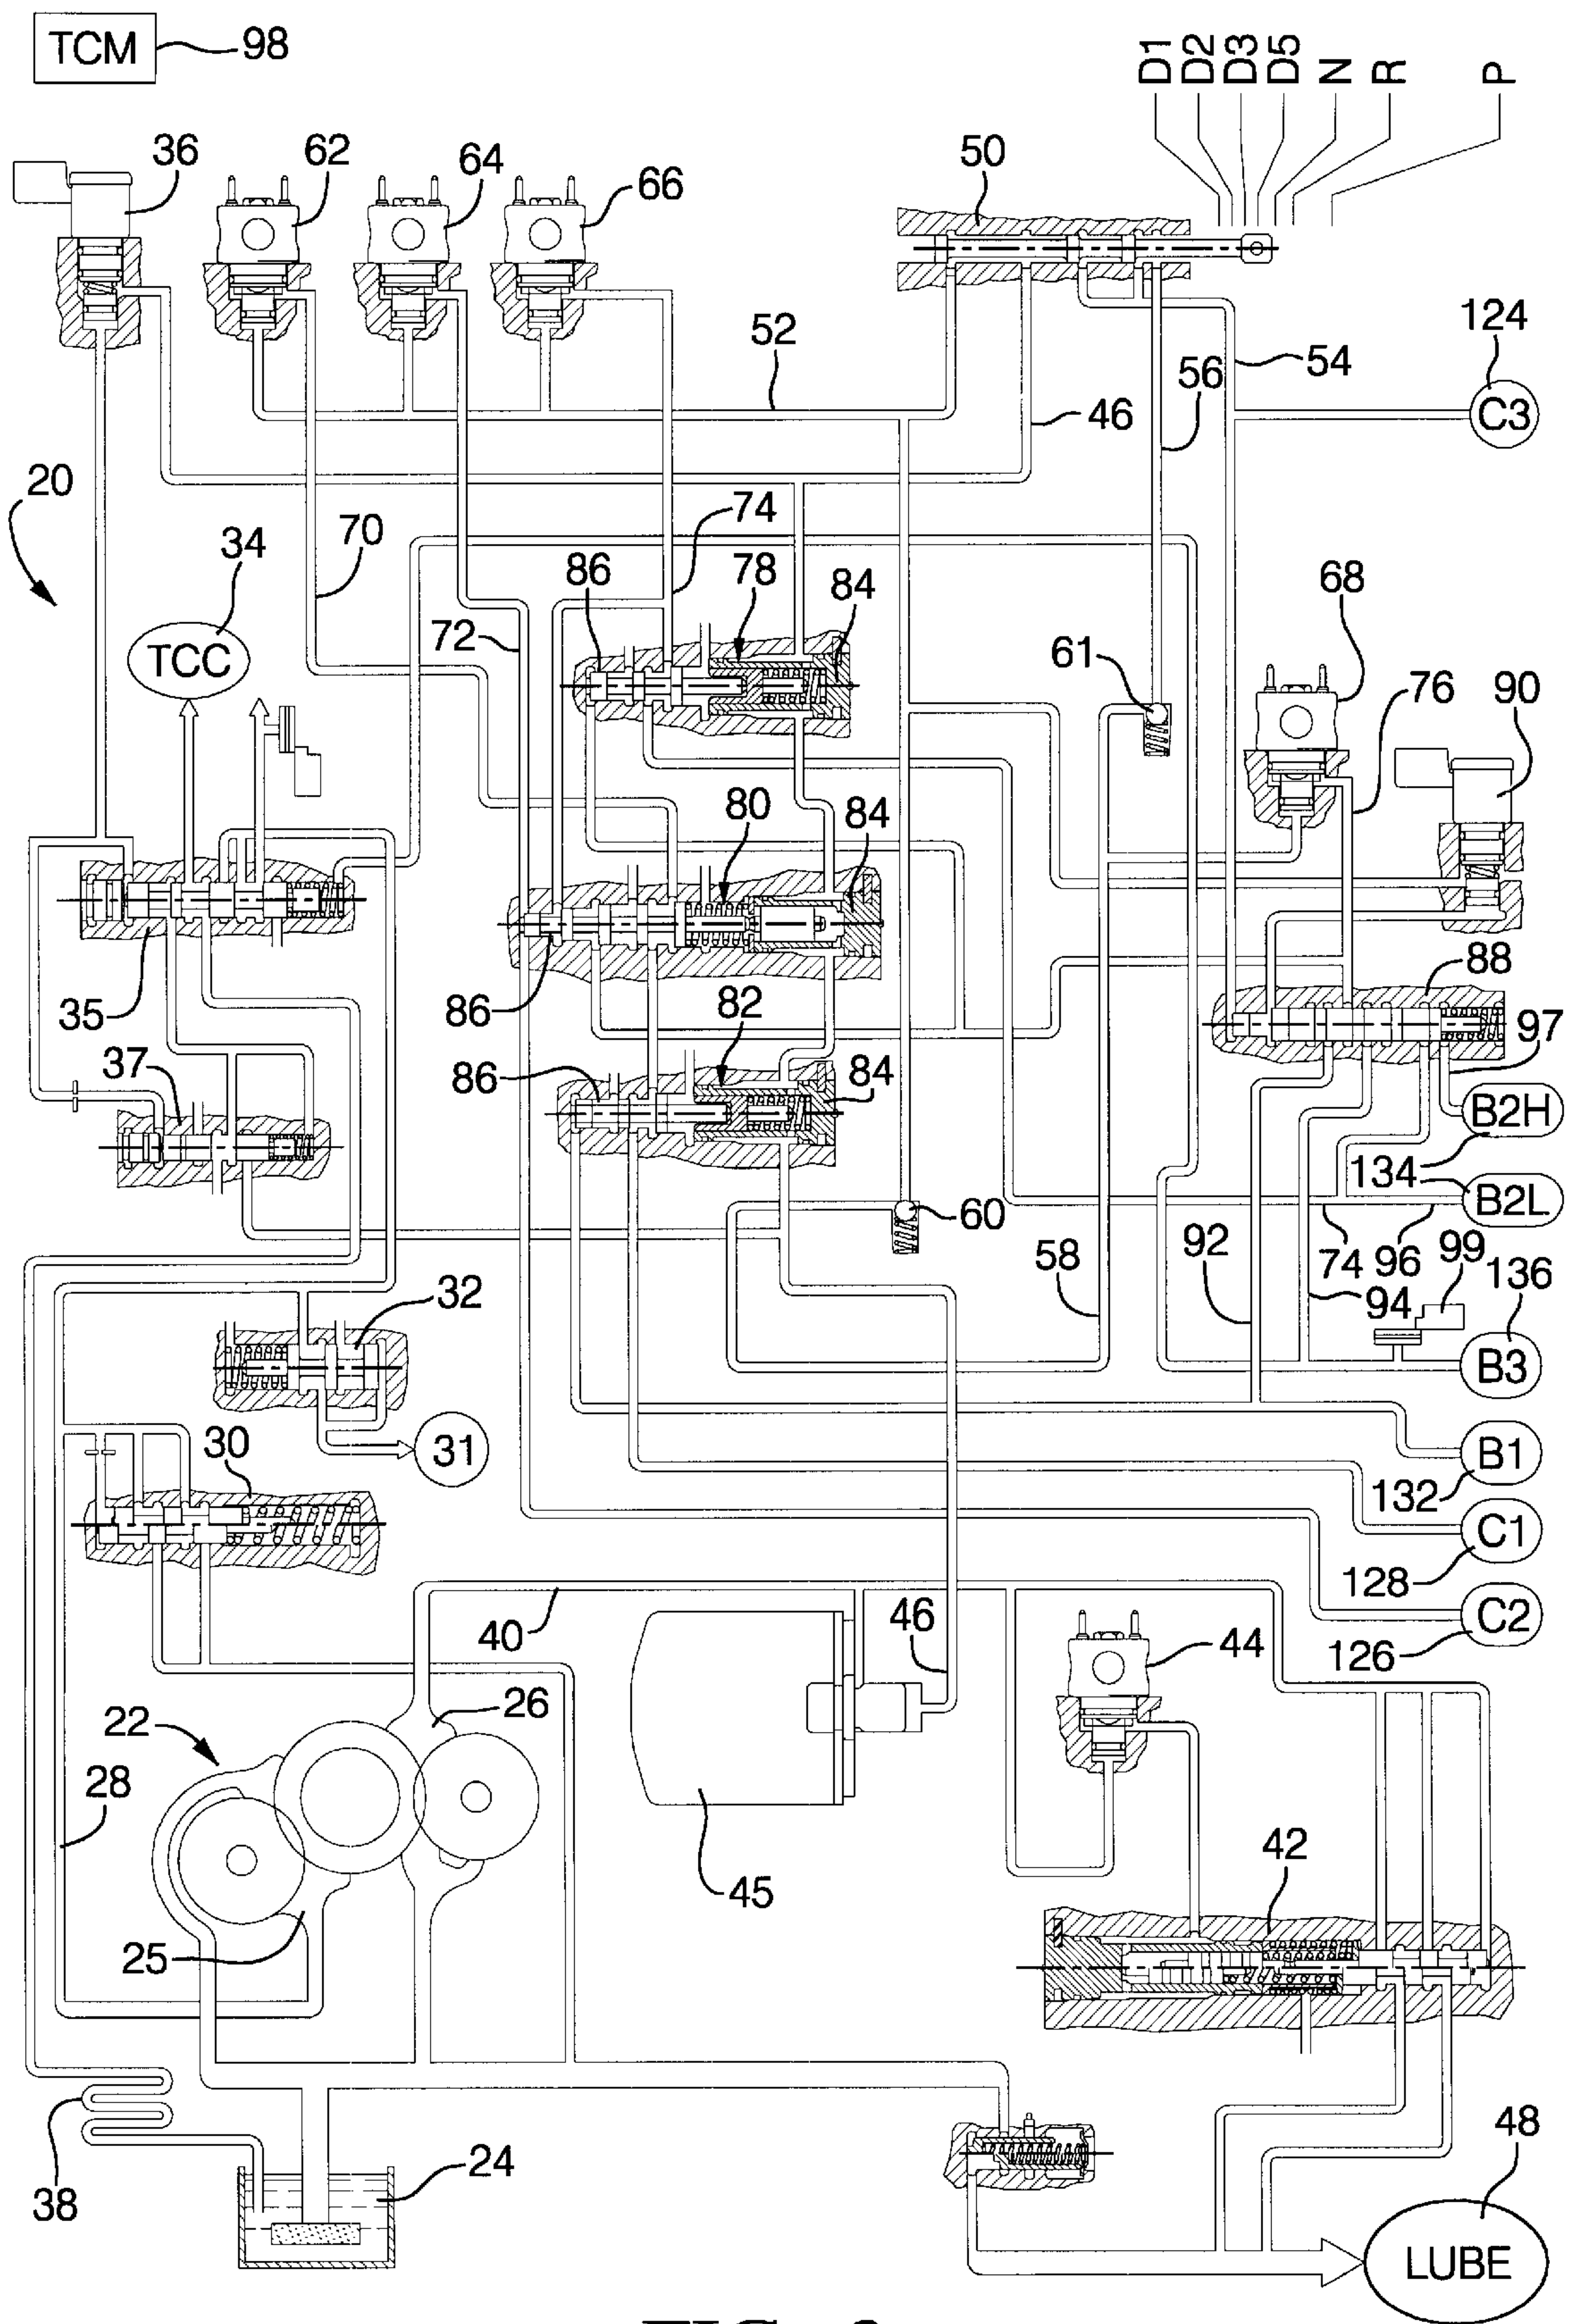 TCM 98
D1 D2 D3 D5 N R P
36 62 64 66 50
124
52 56 54
C3
46
20
34 70 74
86 78 84
68
72
TCC
61 76 90
80 84
35 86 88
82 97
37 86 84
B2H
134
60 B2L
92 74 96 99
58 136
32 94
B3
30 31 B1
132
C1
128
40 46 C2
44 126
22 26
28
42
45
25
38 24 48
LUBE